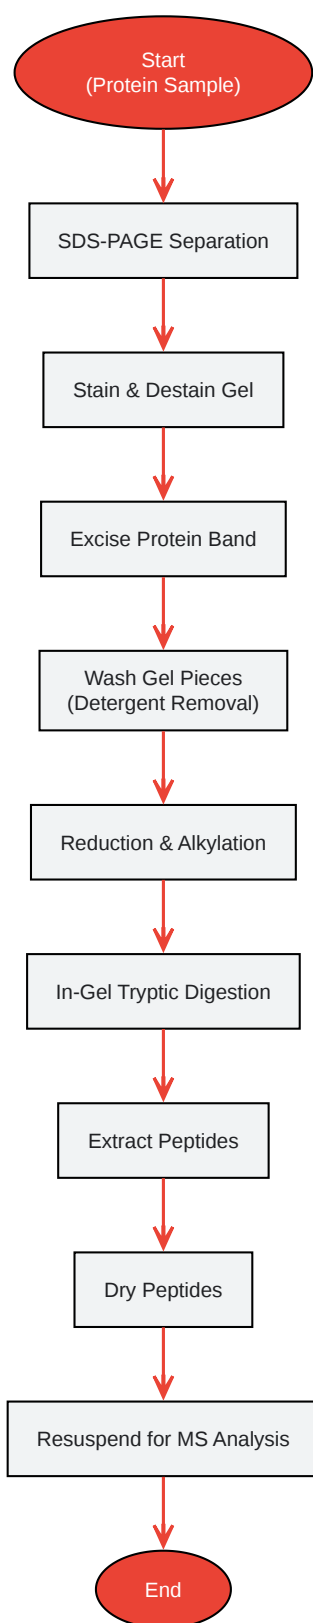 Start
(Protein Sample)
SDS-PAGE Separation
Stain & Destain Gel
Excise Protein Band
Wash Gel Pieces
(Detergent Removal)
Reduction & Alkylation
In-Gel Tryptic Digestion
Extract Peptides
Dry Peptides
Resuspend for MS Analysis
End